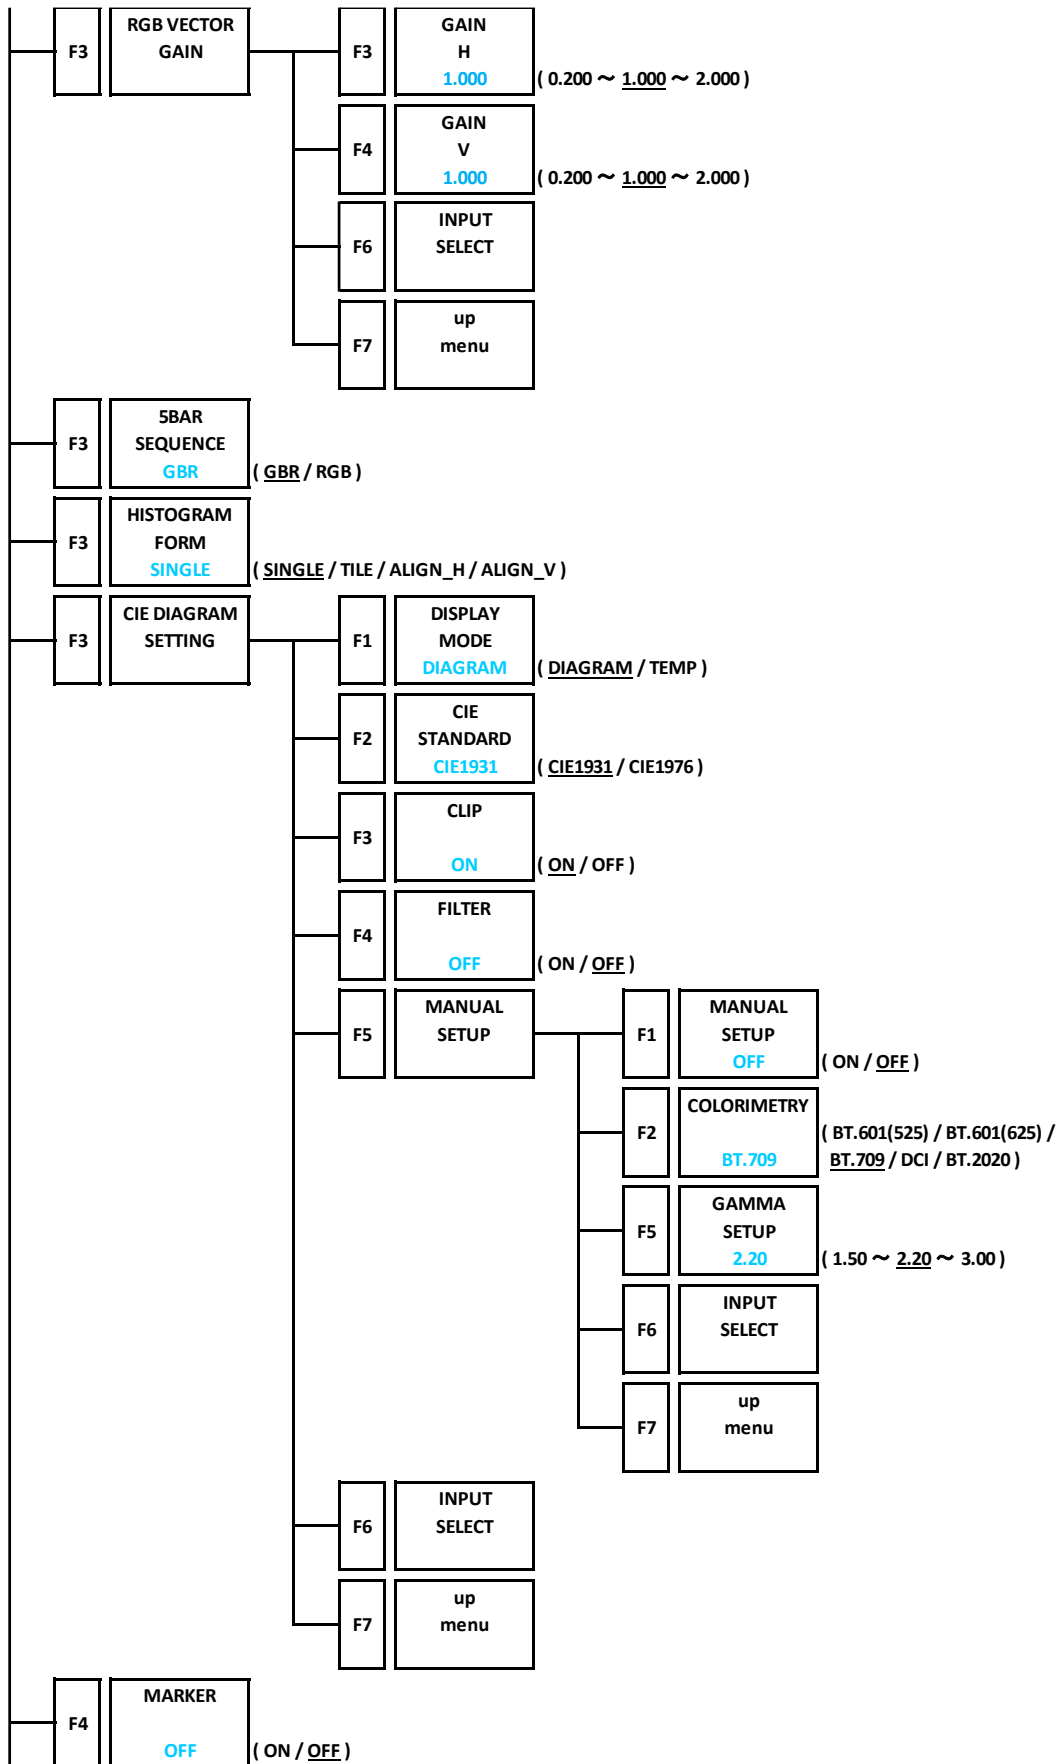 F3
RGB VECTOR
GAIN
F3
GAIN
H
1.000
( 0.200 ～ 1.000 ～ 2.000 )
F4
GAIN
V
1.000
( 0.200 ～ 1.000 ～ 2.000 )
F6
INPUT
SELECT
F7
up
menu
F3
5BAR
SEQUENCE
GBR
( GBR / RGB )
F3
HISTOGRAM
FORM
SINGLE
( SINGLE / TILE / ALIGN_H / ALIGN_V )
F3
CIE DIAGRAM
SETTING
F1
DISPLAY
MODE
DIAGRAM
( DIAGRAM / TEMP )
F2
CIE
STANDARD
CIE1931
( CIE1931 / CIE1976 )
F3
CLIP
ON
( ON / OFF )
F4
FILTER
OFF
( ON / OFF )
F5
MANUAL
SETUP
F1
MANUAL
SETUP
OFF
( ON / OFF )
F2
COLORIMETRY
BT.709
( BT.601(525) / BT.601(625) /
BT.709 / DCI / BT.2020 )
F5
GAMMA
SETUP
2.20
( 1.50 ～ 2.20 ～ 3.00 )
F6
INPUT
SELECT
F7
up
menu
F6
INPUT
SELECT
F7
up
menu
F4
MARKER
OFF
( ON / OFF )